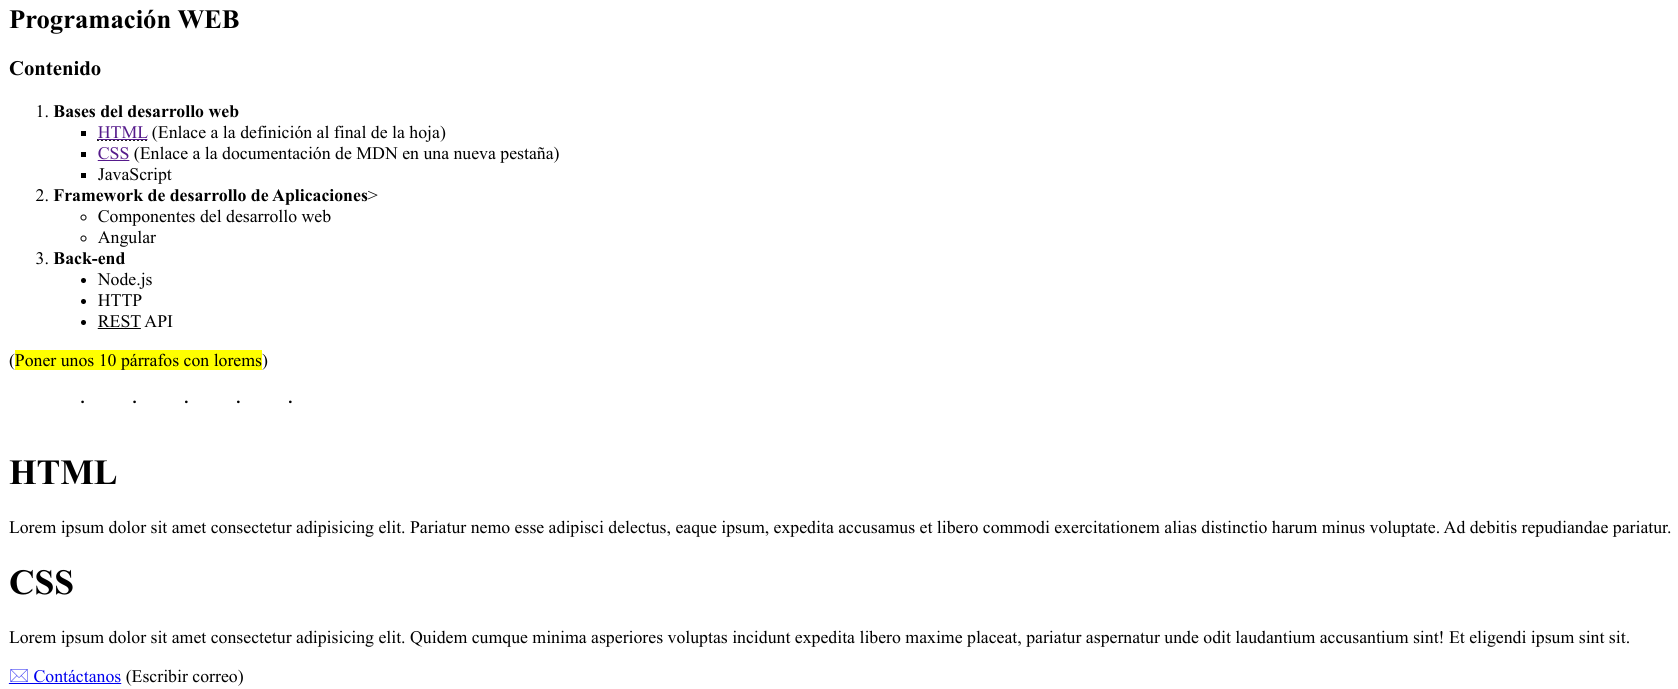 Programación WEB
Contenido
1. Bases del desarrollo web
▪ HTML (Enlace a la definición al final de la hoja)
▪ CSS (Enlace a la documentación de MDN en una nueva pestaña)
▪ JavaScript
2. Framework de desarrollo de Aplicaciones>
◦ Componentes del desarrollo web
◦ Angular
3. Back-end
• Node.js
• HTTP
• REST API
(Poner unos 10 párrafos con lorems)
. . . . .
HTML
Lorem ipsum dolor sit amet consectetur adipisicing elit. Pariatur nemo esse adipisci delectus, eaque ipsum, expedita accusamus et libero commodi exercitationem alias distinctio harum minus voluptate. Ad debitis repudiandae pariatur.
CSS
Lorem ipsum dolor sit amet consectetur adipisicing elit. Quidem cumque minima asperiores voluptas incidunt expedita libero maxime placeat, pariatur aspernatur unde odit laudantium accusantium sint! Et eligendi ipsum sint sit.
🖂 Contáctanos (Escribir correo)